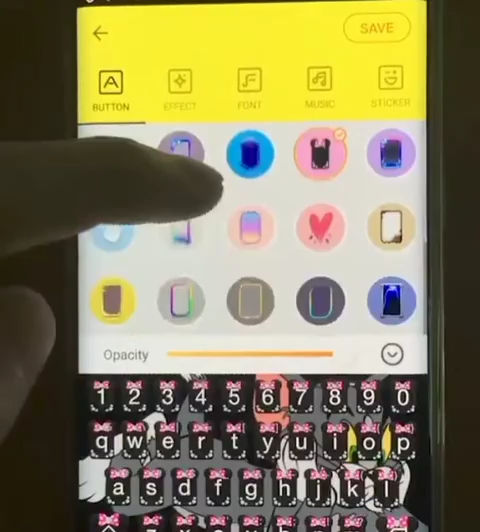 SAVE
BUTTON EFFECT FONT MUSIC STICKER
Opacity
1 2 3 4 5 6 7 8 9 0
q w e r t y u i o p
a s d f g h j k l